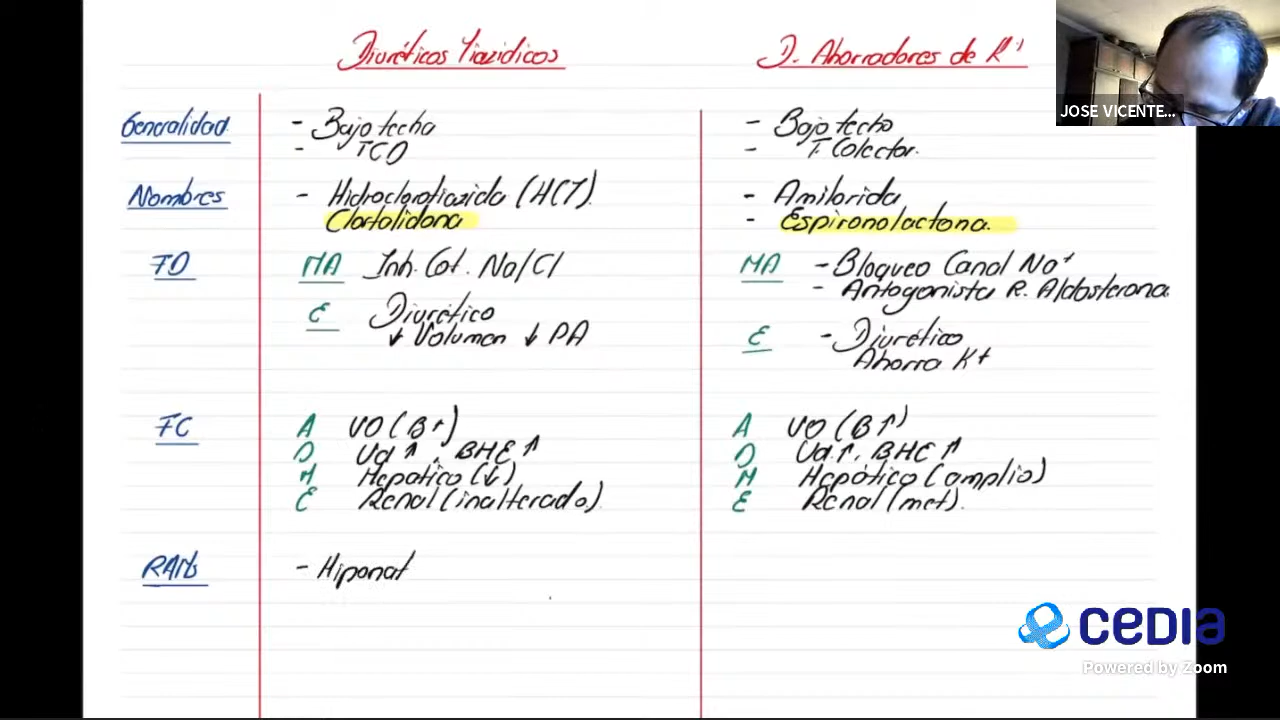 Diuréticos Tiazídicos
D. Ahorradores de K+
JOSE VICENTE...
Generalidad
- Bajo techo
- TCD
- Bajo techo
- T. Colector.
Nombres
- Hidroclorotiazida (HCT).
Clortalidona
- Amilorida
- Espironolactona.
FD
MA Inh. Cot. Na/Cl
E Diurético
↓ Volumen ↓ PA
MA - Bloqueo Canal Na+
- Antagonista R. Aldosterona.
E - Diurético
Ahorra K+
FC
A VO (B↑)
D Vd ↑, BHE ↑
M Hepático (↓)
E Renal (inalterado).
A VO (B↑)
D Vd.↑, BHE ↑
M Hepático (amplio)
E Renal (met).
RAMs
- Hiponat
CEDIA
Powered by Zoom